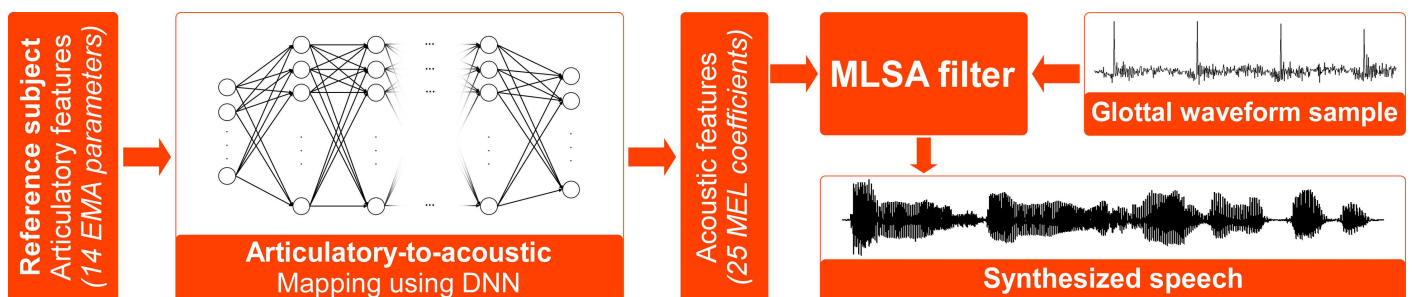 Reference subject
Articulatory features
(14 EMA parameters)
...
...
...
...
Articulatory-to-acoustic
Mapping using DNN
Acoustic features
(25 MEL coefficients)
MLSA filter
Glottal waveform sample
Synthesized speech